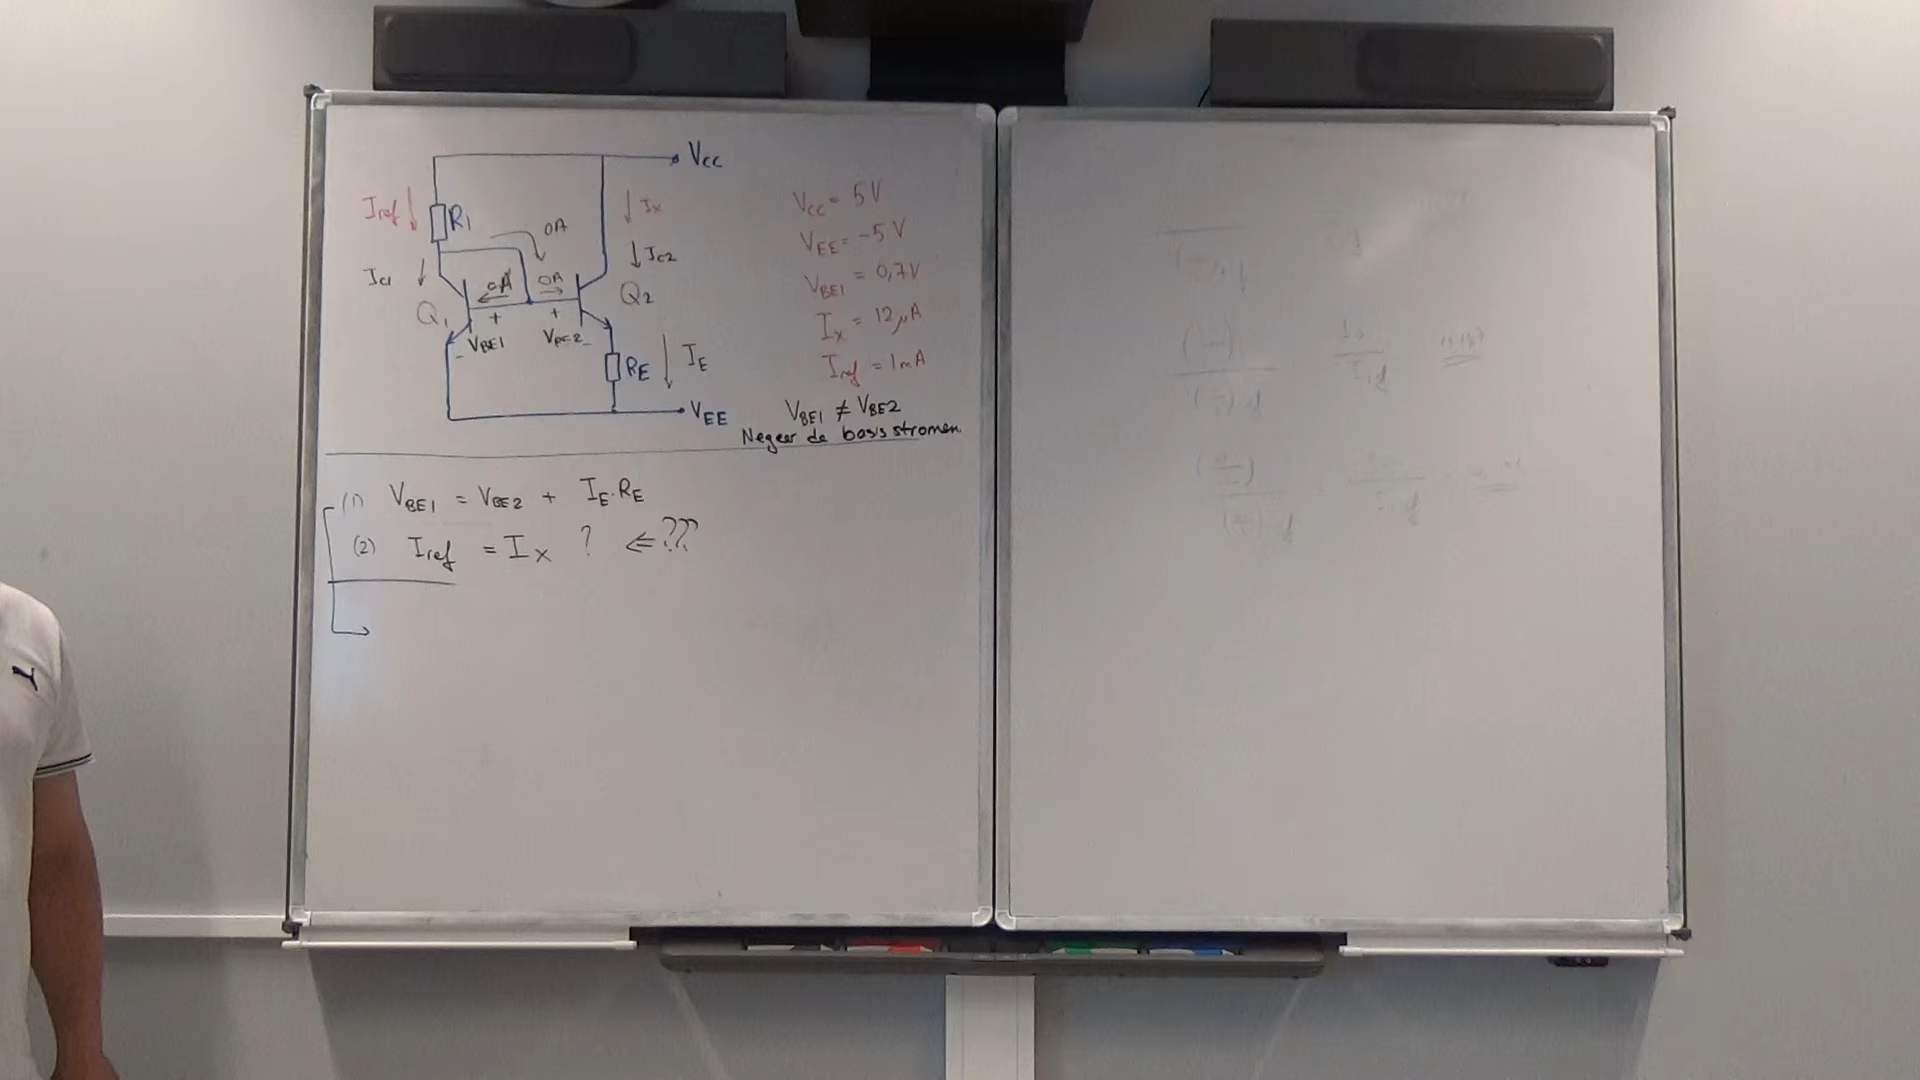 Vcc
Iref
R1
0A
Ix
Ic1
Ic2
0A
0A
Q1
Q2
+
+
- VBE1
VBE2 -
RE
IE
VEE
Vcc = 5V
VEE = -5V
VBE1 = 0,7V
Ix = 12μA
Iref = 1mA
VBE1 ≠ VBE2
Negeer de basis stromen.
(1) VBE1 = VBE2 + IE.RE
(2) Iref = Ix ? ⇐???